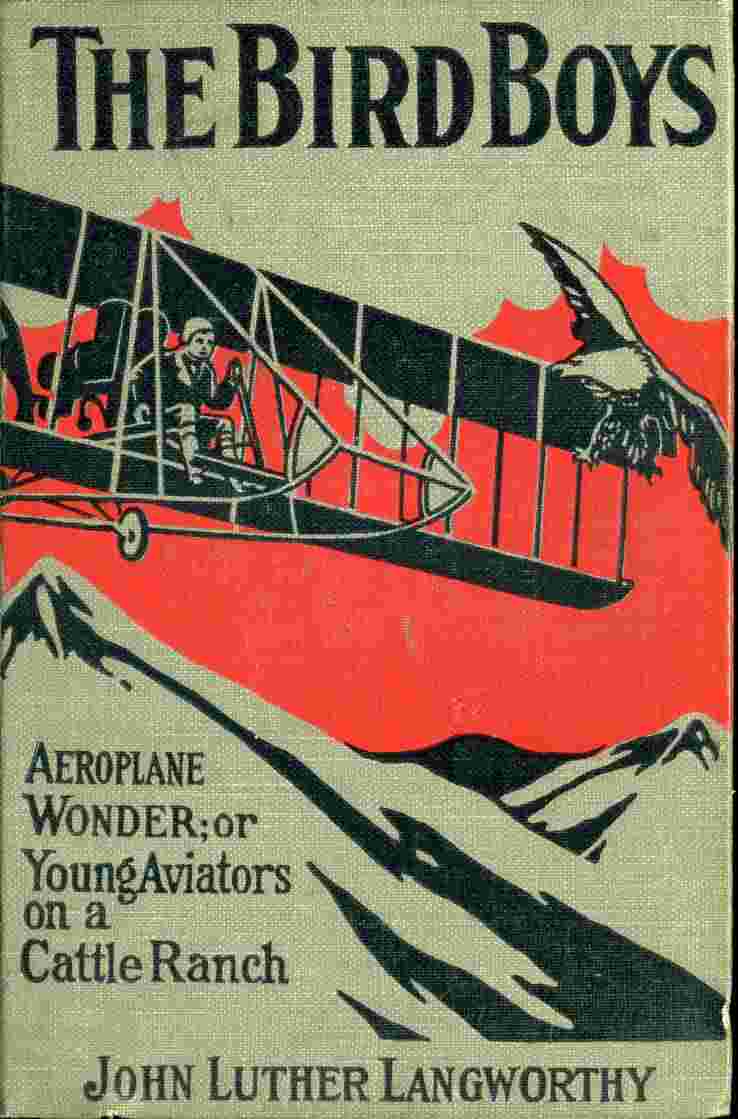 THE BIRD BOYS
AEROPLANE
WONDER; or
Young Aviators
on a
Cattle Ranch
JOHN LUTHER LANGWORTHY